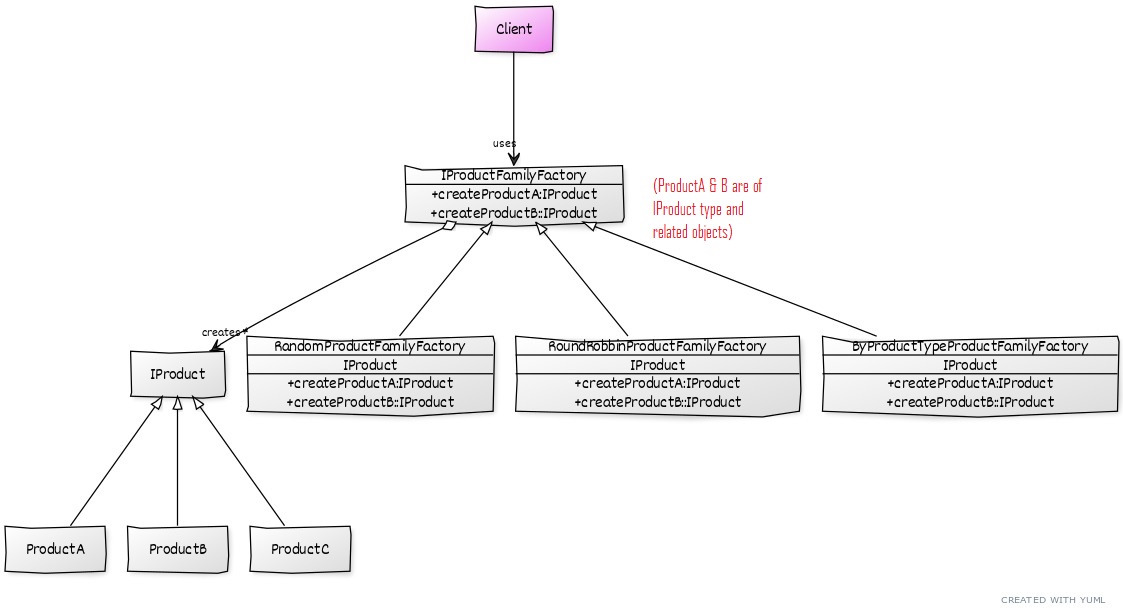 Client
uses
IProductFamilyFactory
+createProductA:IProduct
+createProductB::IProduct
(ProductA & B are of
IProduct type and
related objects)
creates *
IProduct
RandomProductFamilyFactory
IProduct
+createProductA:IProduct
+createProductB::IProduct
RoundRobbinProductFamilyFactory
IProduct
+createProductA:IProduct
+createProductB::IProduct
ByProductTypeProductFamilyFactory
IProduct
+createProductA:IProduct
+createProductB::IProduct
ProductA
ProductB
ProductC
CREATED WITH YUML